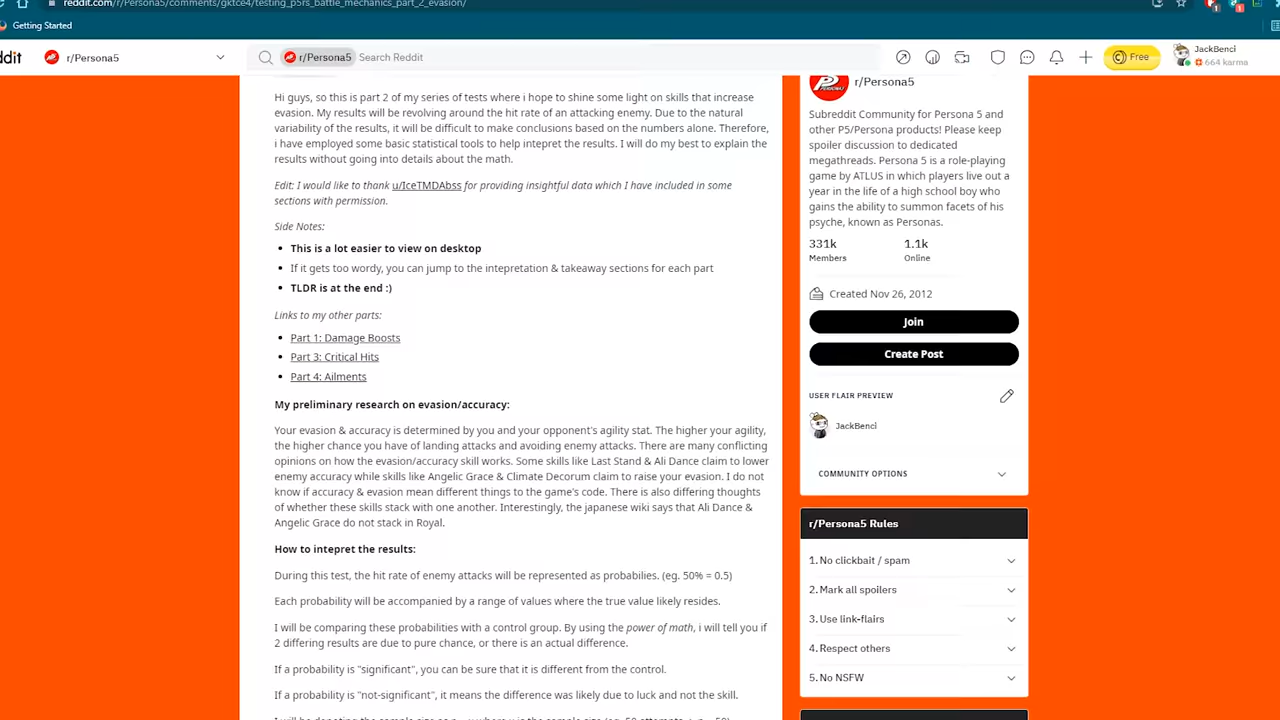 reddit.com/r/Persona5/comments/gktce4/testing_p5rs_battle_mechanics_part_2_evasion/
Getting Started
ddit
r/Persona5
r/Persona5 Search Reddit
Free
JackBenci
664 karma
Hi guys, so this is part 2 of my series of tests where i hope to shine some light on skills that increase
evasion. My results will be revolving around the hit rate of an attacking enemy. Due to the natural
variability of the results, it will be difficult to make conclusions based on the numbers alone. Therefore,
i have employed some basic statistical tools to help intepret the results. I will do my best to explain the
results without going into details about the math.
Edit: I would like to thank u/IceTMDAbss for providing insightful data which I have included in some
sections with permission.
Side Notes:
• This is a lot easier to view on desktop
• If it gets too wordy, you can jump to the intepretation & takeaway sections for each part
• TLDR is at the end :)
Links to my other parts:
• Part 1: Damage Boosts
• Part 3: Critical Hits
• Part 4: Ailments
My preliminary research on evasion/accuracy:
Your evasion & accuracy is determined by you and your opponent's agility stat. The higher your agility,
the higher chance you have of landing attacks and avoiding enemy attacks. There are many conflicting
opinions on how the evasion/accuracy skill works. Some skills like Last Stand & Ali Dance claim to lower
enemy accuracy while skills like Angelic Grace & Climate Decorum claim to raise your evasion. I do not
know if accuracy & evasion mean different things to the game's code. There is also differing thoughts
of whether these skills stack with one another. Interestingly, the japanese wiki says that Ali Dance &
Angelic Grace do not stack in Royal.
How to intepret the results:
During this test, the hit rate of enemy attacks will be represented as probabilies. (eg. 50% = 0.5)
Each probability will be accompanied by a range of values where the true value likely resides.
I will be comparing these probabilities with a control group. By using the power of math, i will tell you if
2 differing results are due to pure chance, or there is an actual difference.
If a probability is "significant", you can be sure that it is different from the control.
If a probability is "not-significant", it means the difference was likely due to luck and not the skill.
r/Persona5
Subreddit Community for Persona 5 and
other P5/Persona products! Please keep
spoiler discussion to dedicated
megathreads. Persona 5 is a role-playing
game by ATLUS in which players live out a
year in the life of a high school boy who
gains the ability to summon facets of his
psyche, known as Personas.
331k
Members
1.1k
Online
Created Nov 26, 2012
Join
Create Post
USER FLAIR PREVIEW
JackBenci
COMMUNITY OPTIONS
r/Persona5 Rules
1. No clickbait / spam
2. Mark all spoilers
3. Use link-flairs
4. Respect others
5. No NSFW